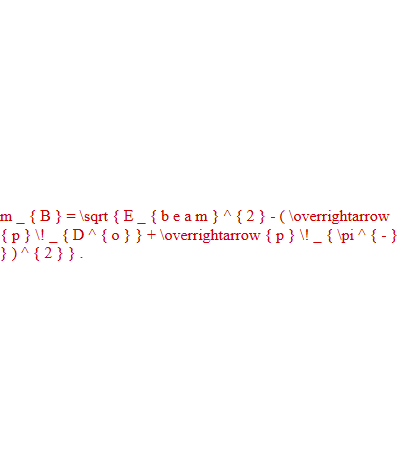 m _ { B } = \sqrt { E _ { b e a m } ^ { 2 } - ( \overrightarrow
{ p } \! _ { D ^ { o } } + \overrightarrow { p } \! _ { \pi ^ { - }
} ) ^ { 2 } } .